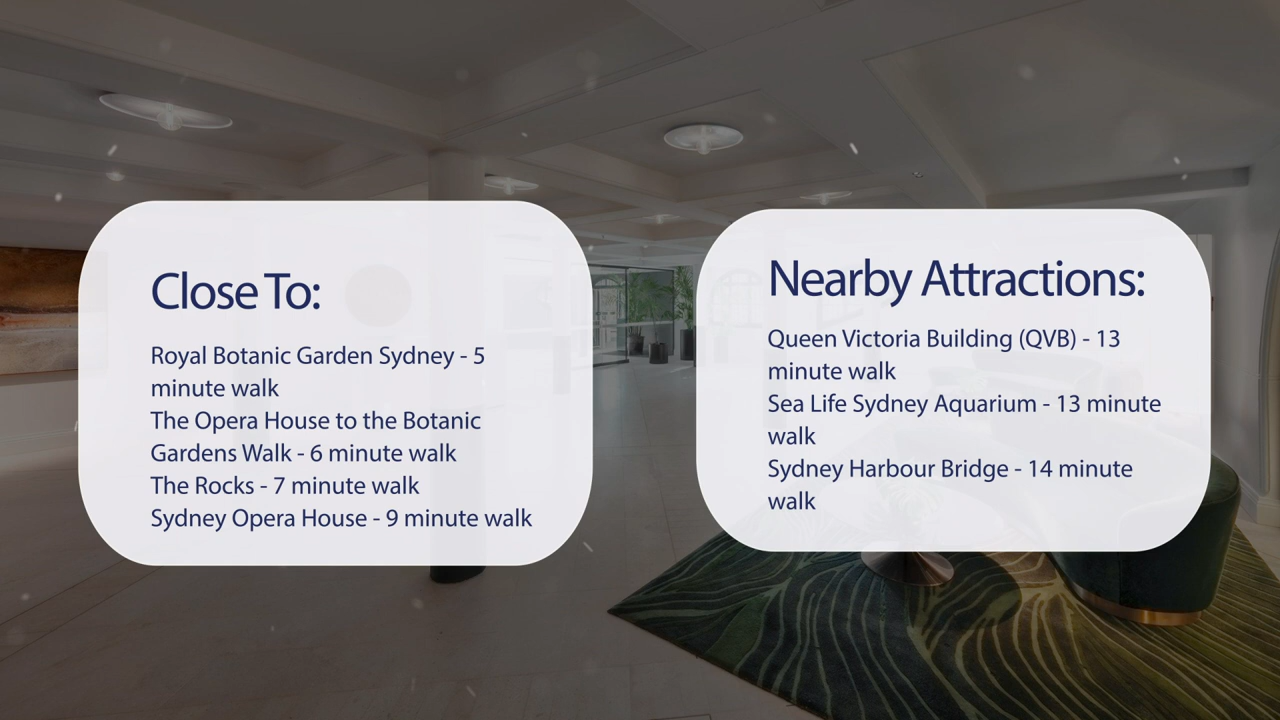 Close To:
Royal Botanic Garden Sydney - 5
minute walk
The Opera House to the Botanic
Gardens Walk - 6 minute walk
The Rocks - 7 minute walk
Sydney Opera House - 9 minute walk
Nearby Attractions:
Queen Victoria Building (QVB) - 13
minute walk
Sea Life Sydney Aquarium - 13 minute
walk
Sydney Harbour Bridge - 14 minute
walk